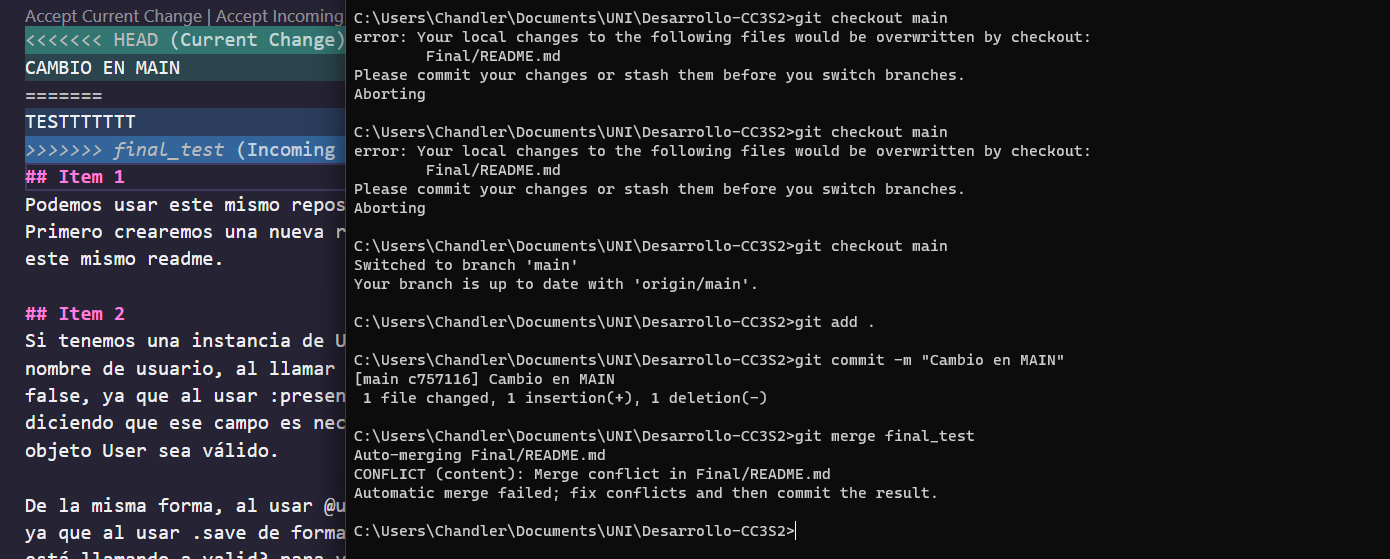 Accept Current Change | Accept Incoming
<<<<<<< HEAD (Current Change)
CAMBIO EN MAIN
=======
TESTTTTTTT
>>>>>>> final_test (Incoming
## Item 1
Podemos usar este mismo repos
Primero crearemos una nueva r
este mismo readme.
## Item 2
Si tenemos una instancia de U
nombre de usuario, al llamar
false, ya que al usar :presen
diciendo que ese campo es nec
objeto User sea válido.
De la misma forma, al usar @u
ya que al usar .save de forma
está llamando a valid? para v
C:\Users\Chandler\Documents\UNI\Desarrollo-CC3S2>git checkout main
error: Your local changes to the following files would be overwritten by checkout:
Final/README.md
Please commit your changes or stash them before you switch branches.
Aborting
C:\Users\Chandler\Documents\UNI\Desarrollo-CC3S2>git checkout main
error: Your local changes to the following files would be overwritten by checkout:
Final/README.md
Please commit your changes or stash them before you switch branches.
Aborting
C:\Users\Chandler\Documents\UNI\Desarrollo-CC3S2>git checkout main
Switched to branch 'main'
Your branch is up to date with 'origin/main'.
C:\Users\Chandler\Documents\UNI\Desarrollo-CC3S2>git add .
C:\Users\Chandler\Documents\UNI\Desarrollo-CC3S2>git commit -m "Cambio en MAIN"
[main c757116] Cambio en MAIN
1 file changed, 1 insertion(+), 1 deletion(-)
C:\Users\Chandler\Documents\UNI\Desarrollo-CC3S2>git merge final_test
Auto-merging Final/README.md
CONFLICT (content): Merge conflict in Final/README.md
Automatic merge failed; fix conflicts and then commit the result.
C:\Users\Chandler\Documents\UNI\Desarrollo-CC3S2>